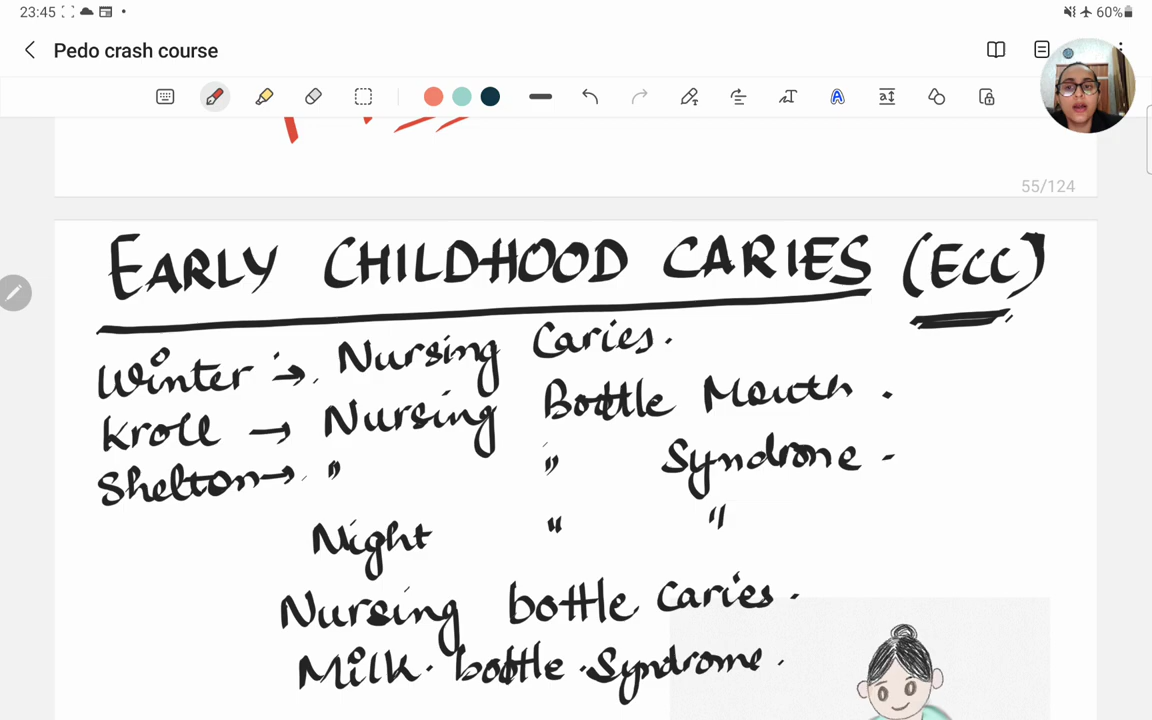 23:45
60%
Pedo crash course
55/124
EARLY CHILDHOOD CARIES (ECC)
Winter → Nursing Caries.
Kroll → Nursing Bottle Mouth.
Shelton → " " Syndrone.
Night " "
Nursing bottle caries.
Milk bottle Syndrome.